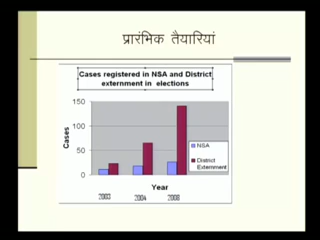 प्रारंभिक तैयारियां
Cases registered in NSA and District
externment in elections
150
100
50
0
Cases
NSA
District
Externment
2003
2004
2008
Year